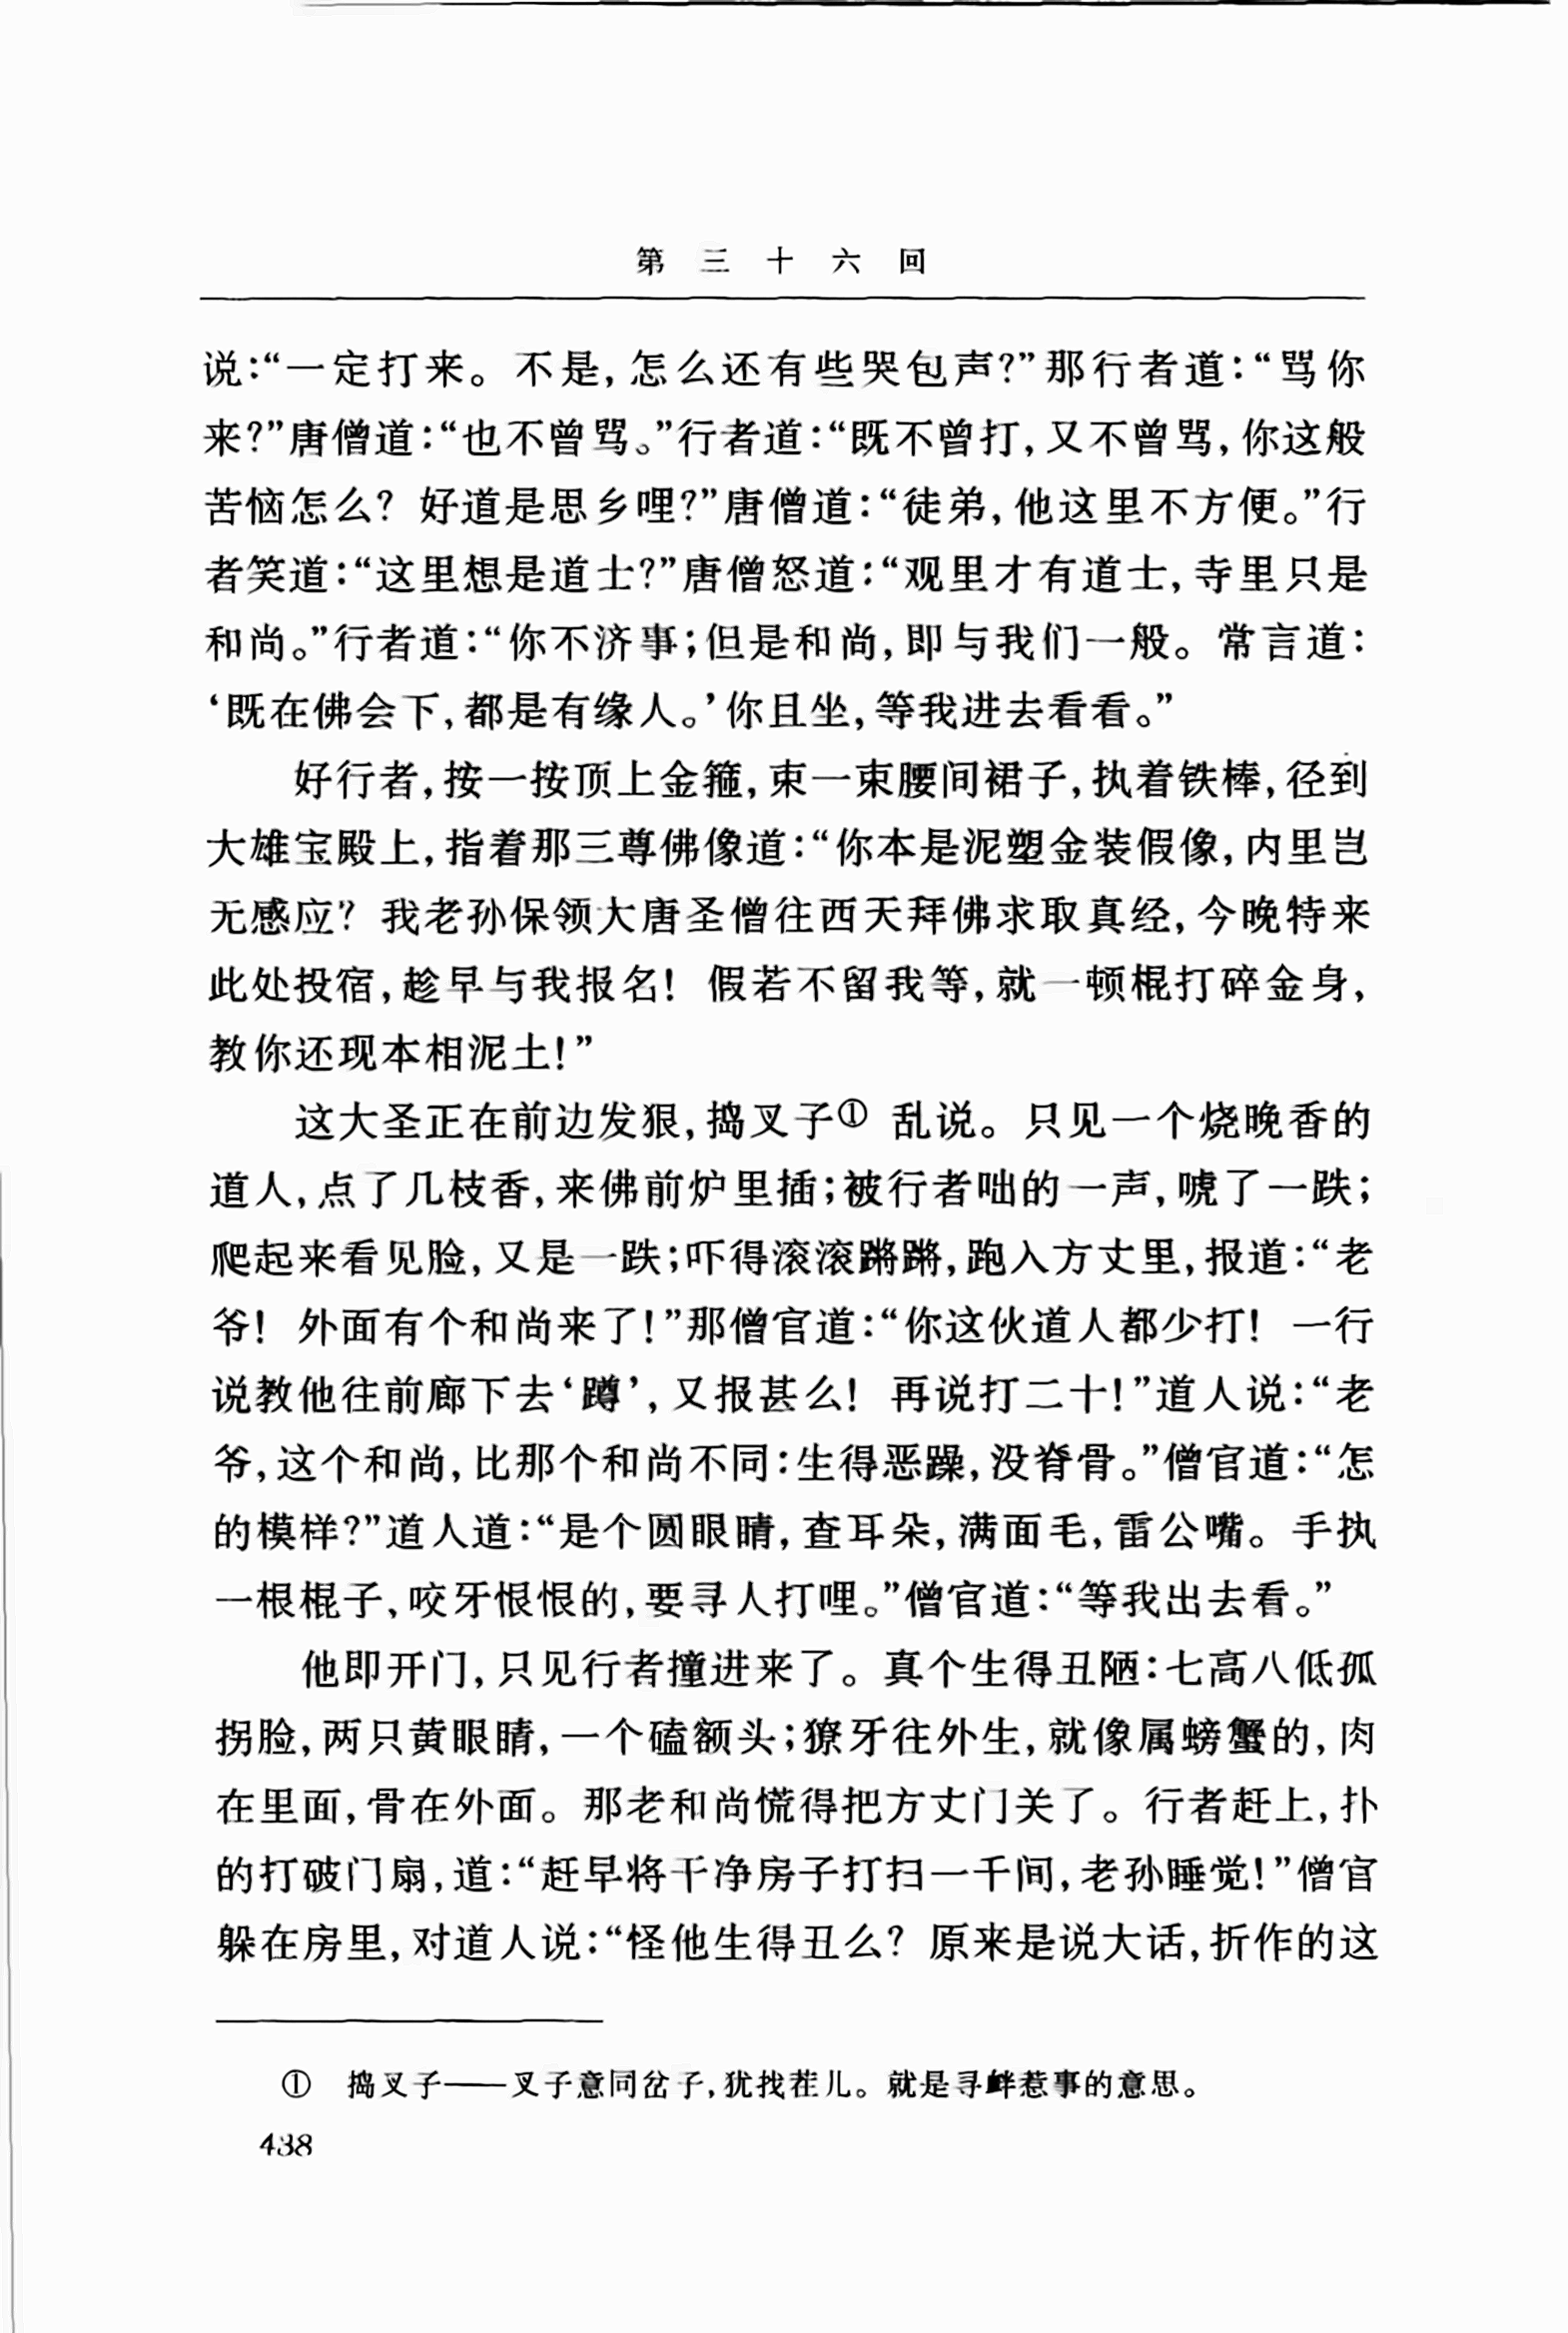 第三十六回
说:“一定打来。不是,怎么还有些哭包声?”那行者道:“骂你
来?”唐僧道:“也不曾骂。”行者道:“既不曾打,又不曾骂,你这般
苦恼怎么?好道是思乡哩?”唐僧道:“徒弟,他这里不方便。”行
者笑道:“这里想是道士?”唐僧怒道:“观里才有道士,寺里只是
和尚。”行者道:“你不济事;但是和尚,即与我们一般。常言道:
‘既在佛会下,都是有缘人。’你且坐,等我进去看看。”
好行者,按一按顶上金箍,束一束腰间裙子,执着铁棒,径到
大雄宝殿上,指着那三尊佛像道:“你本是泥塑金装假像,内里岂
无感应?我老孙保领大唐圣僧往西天拜佛求取真经,今晚特来
此处投宿,趁早与我报名!假若不留我等,就一顿棍打碎金身,
教你还现本相泥土!”
这大圣正在前边发狠,捣叉子① 乱说。只见一个烧晚香的
道人,点了几枝香,来佛前炉里插;被行者咄的一声,唬了一跌;
爬起来看见脸,又是一跌;吓得滚滚蹡蹡,跑入方丈里,报道:“老
爷!外面有个和尚来了!”那僧官道:“你这伙道人都少打!一行
说教他往前廊下去‘蹲’,又报甚么!再说打二十!”道人说:“老
爷,这个和尚,比那个和尚不同:生得恶躁,没脊骨。”僧官道:“怎
的模样?”道人道:“是个圆眼睛,查耳朵,满面毛,雷公嘴。手执
一根棍子,咬牙恨恨的,要寻人打哩。”僧官道:“等我出去看。”
他即开门,只见行者撞进来了。真个生得丑陋:七高八低孤
拐脸,两只黄眼睛,一个磕额头;獠牙往外生,就像属螃蟹的,肉
在里面,骨在外面。那老和尚慌得把方丈门关了。行者赶上,扑
的打破门扇,道:“赶早将干净房子打扫一千间,老孙睡觉!”僧官
躲在房里,对道人说:“怪他生得丑么?原来是说大话,折作的这
① 捣叉子——叉子意同岔子,犹找茬儿。就是寻衅惹事的意思。
438